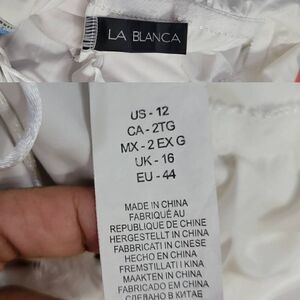 LA BLANCA
US - 12
CA - 2TG
MX - 2 EX G
UK - 16
EU - 44
MADE IN CHINA
FABRIQUÉ AU
REPUBLIQUE DE CHINE
HERGESTELLT IN CHINA
FABBRICATI IN CINESE
HECHO EN CHINA
FREMSTILLATI I KINA
MAAKTEN IN CHINA
FABRICADO EM CHINA
СДЕЛАНО В КИТАЕ